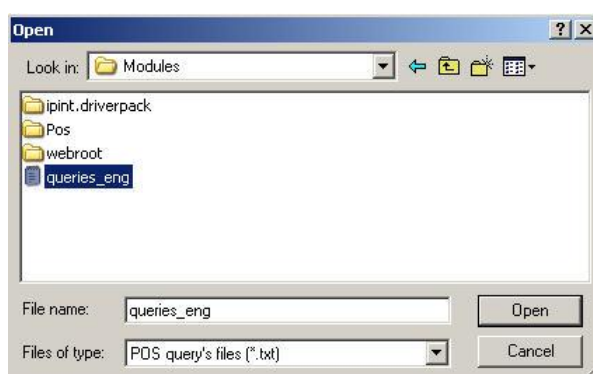 Open
Look in: Modules
ipint.driverpack
Pos
webroot
queries_eng
File name: queries_eng Open
Files of type: POS query's files (*.txt) Cancel